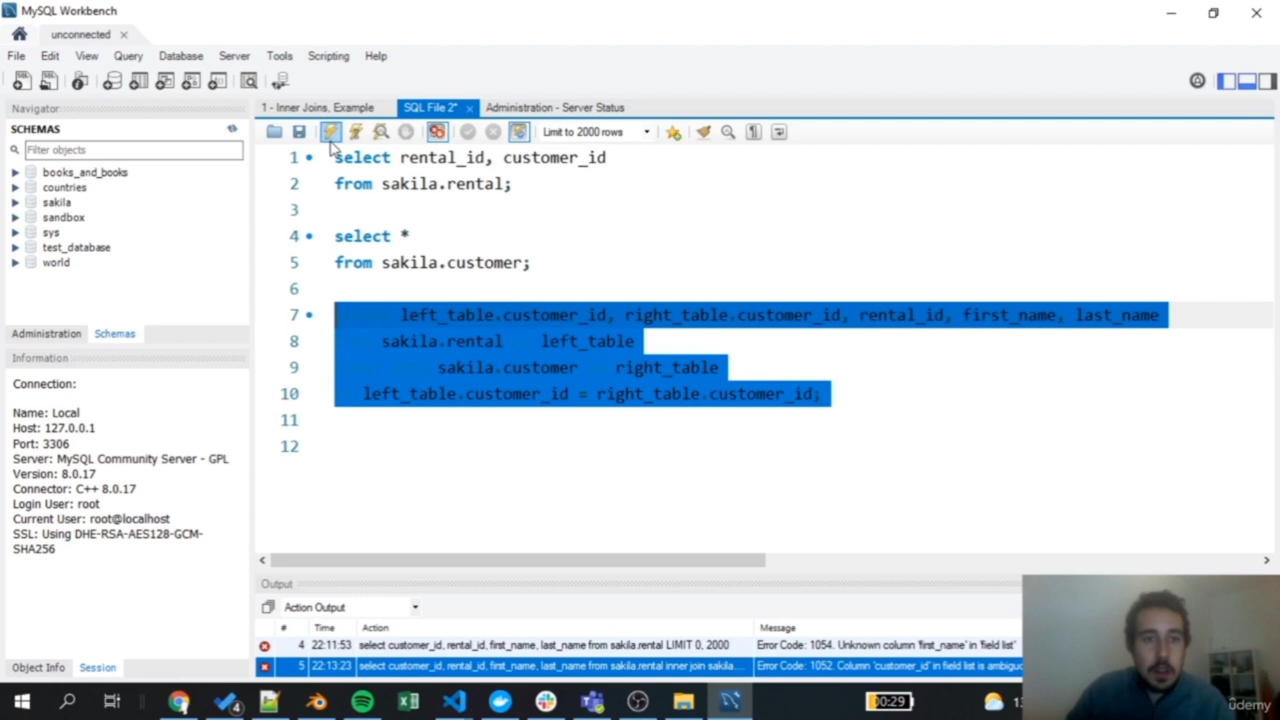 MySQL Workbench
unconnected
File Edit View Query Database Server Tools Scripting Help
Navigator
1 - Inner Joins, Example
SQL File 2*
Administration - Server Status
SCHEMAS
Limit to 2000 rows
Filter objects
books_and_books
countries
sakila
sandbox
sys
test_database
world
1 select rental_id, customer_id
2 from sakila.rental;
3
4 select *
5 from sakila.customer;
6
7 left_table.customer_id, right_table.customer_id, rental_id, first_name, last_name
8 sakila.rental left_table
9 sakila.customer right_table
10 left_table.customer_id = right_table.customer_id;
11
12
Administration Schemas
Information
Connection:
Name: Local
Host: 127.0.0.1
Port: 3306
Server: MySQL Community Server - GPL
Version: 8.0.17
Connector: C++ 8.0.17
Login User: root
Current User: root@localhost
SSL: Using DHE-RSA-AES128-GCM-
SHA256
Output
Action Output
# Time Action Message
4 22:11:53 select customer_id, rental_id, first_name, last_name from sakila.rental LIMIT 0, 2000 Error Code: 1054. Unknown column 'first_name' in 'field list'
5 22:13:23 select customer_id, rental_id, first_name, last_name from sakila.rental inner join sakila.... Error Code: 1052. Column 'customer_id' in field list is ambiguo
Object Info Session
4
00:29
ûdemy